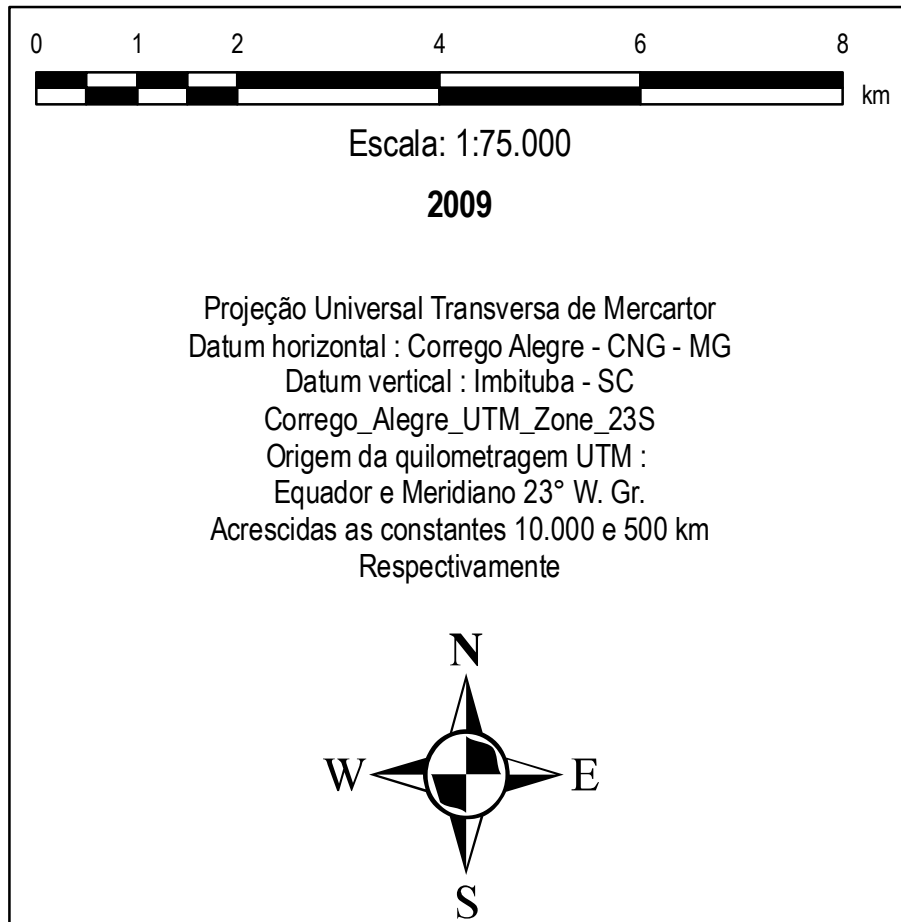 0 1 2 4 6 8
km
Escala: 1:75.000
2009
Projeção Universal Transversa de Mercartor
Datum horizontal : Corrego Alegre - CNG - MG
Datum vertical : Imbituba - SC
Corrego_Alegre_UTM_Zone_23S
Origem da quilometragem UTM :
Equador e Meridiano 23° W. Gr.
Acrescidas as constantes 10.000 e 500 km
Respectivamente
N
W E
S